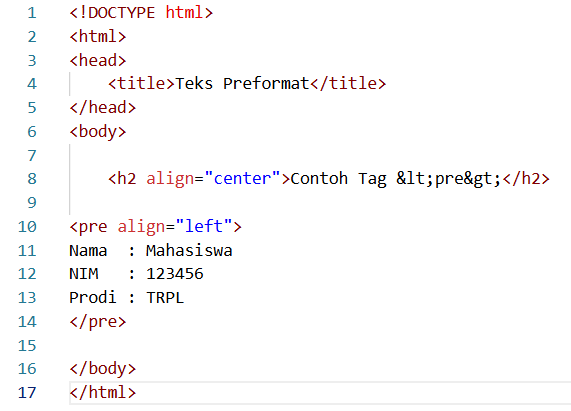 1 <!DOCTYPE html>
2 <html>
3 <head>
4     <title>Teks Preformat</title>
5 </head>
6 <body>
7
8     <h2 align="center">Contoh Tag &lt;pre&gt;</h2>
9
10 <pre align="left">
11 Nama  : Mahasiswa
12 NIM   : 123456
13 Prodi : TRPL
14 </pre>
15
16 </body>
17 </html>